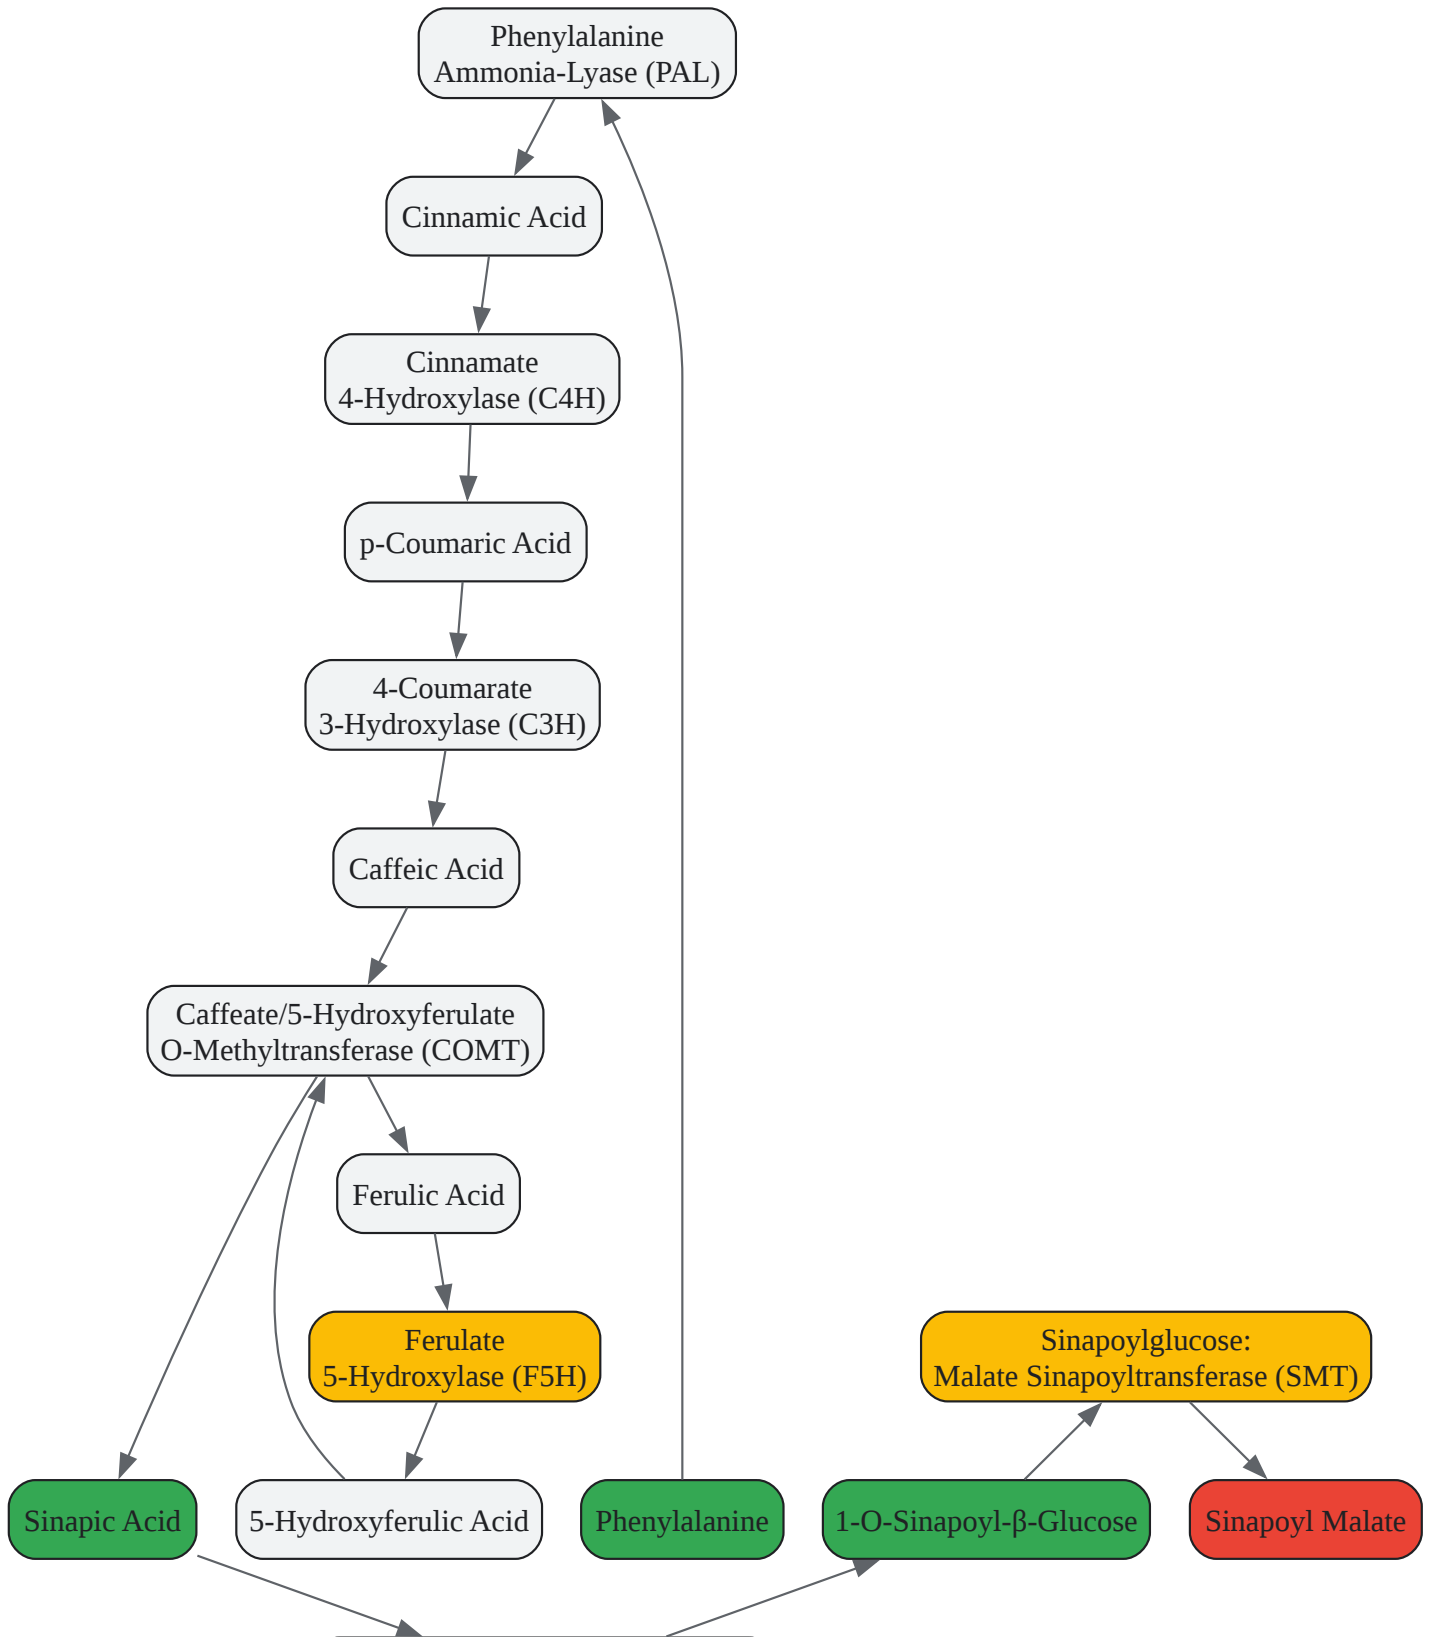 Phenylalanine
Ammonia-Lyase (PAL)
Cinnamic Acid
Cinnamate
4-Hydroxylase (C4H)
p-Coumaric Acid
4-Coumarate
3-Hydroxylase (C3H)
Caffeic Acid
Caffeate/5-Hydroxyferulate
O-Methyltransferase (COMT)
Ferulic Acid
Ferulate
5-Hydroxylase (F5H)
Sinapoylglucose:
Malate Sinapoyltransferase (SMT)
Sinapic Acid
5-Hydroxyferulic Acid
Phenylalanine
1-O-Sinapoyl-β-Glucose
Sinapoyl Malate